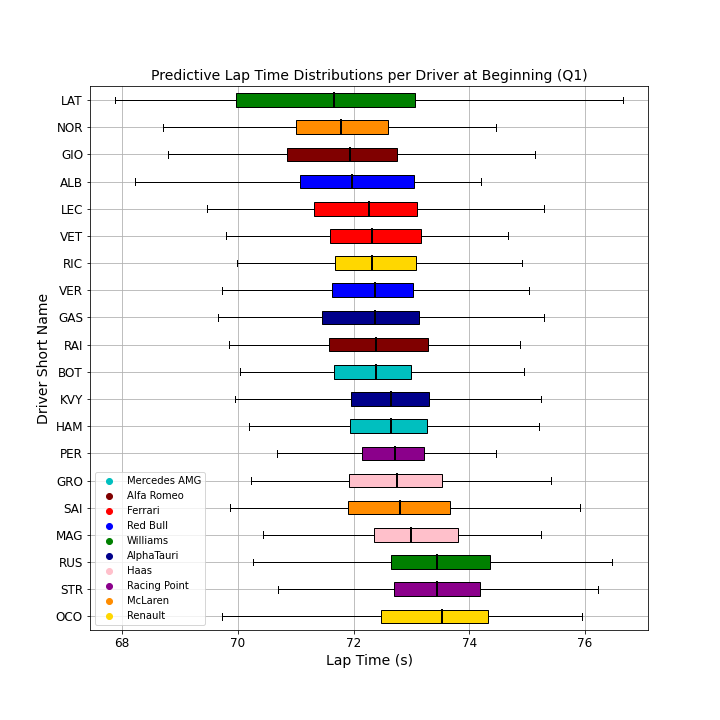 Predictive Lap Time Distributions per Driver at Beginning (Q1)
LAT
NOR
GIO
ALB
LEC
VET
RIC
VER
GAS
RAI
BOT
KVY
HAM
PER
GRO
SAI
MAG
RUS
STR
OCO
Driver Short Name
Mercedes AMG
Alfa Romeo
Ferrari
Red Bull
Williams
AlphaTauri
Haas
Racing Point
McLaren
Renault
68 70 72 74 76
Lap Time (s)